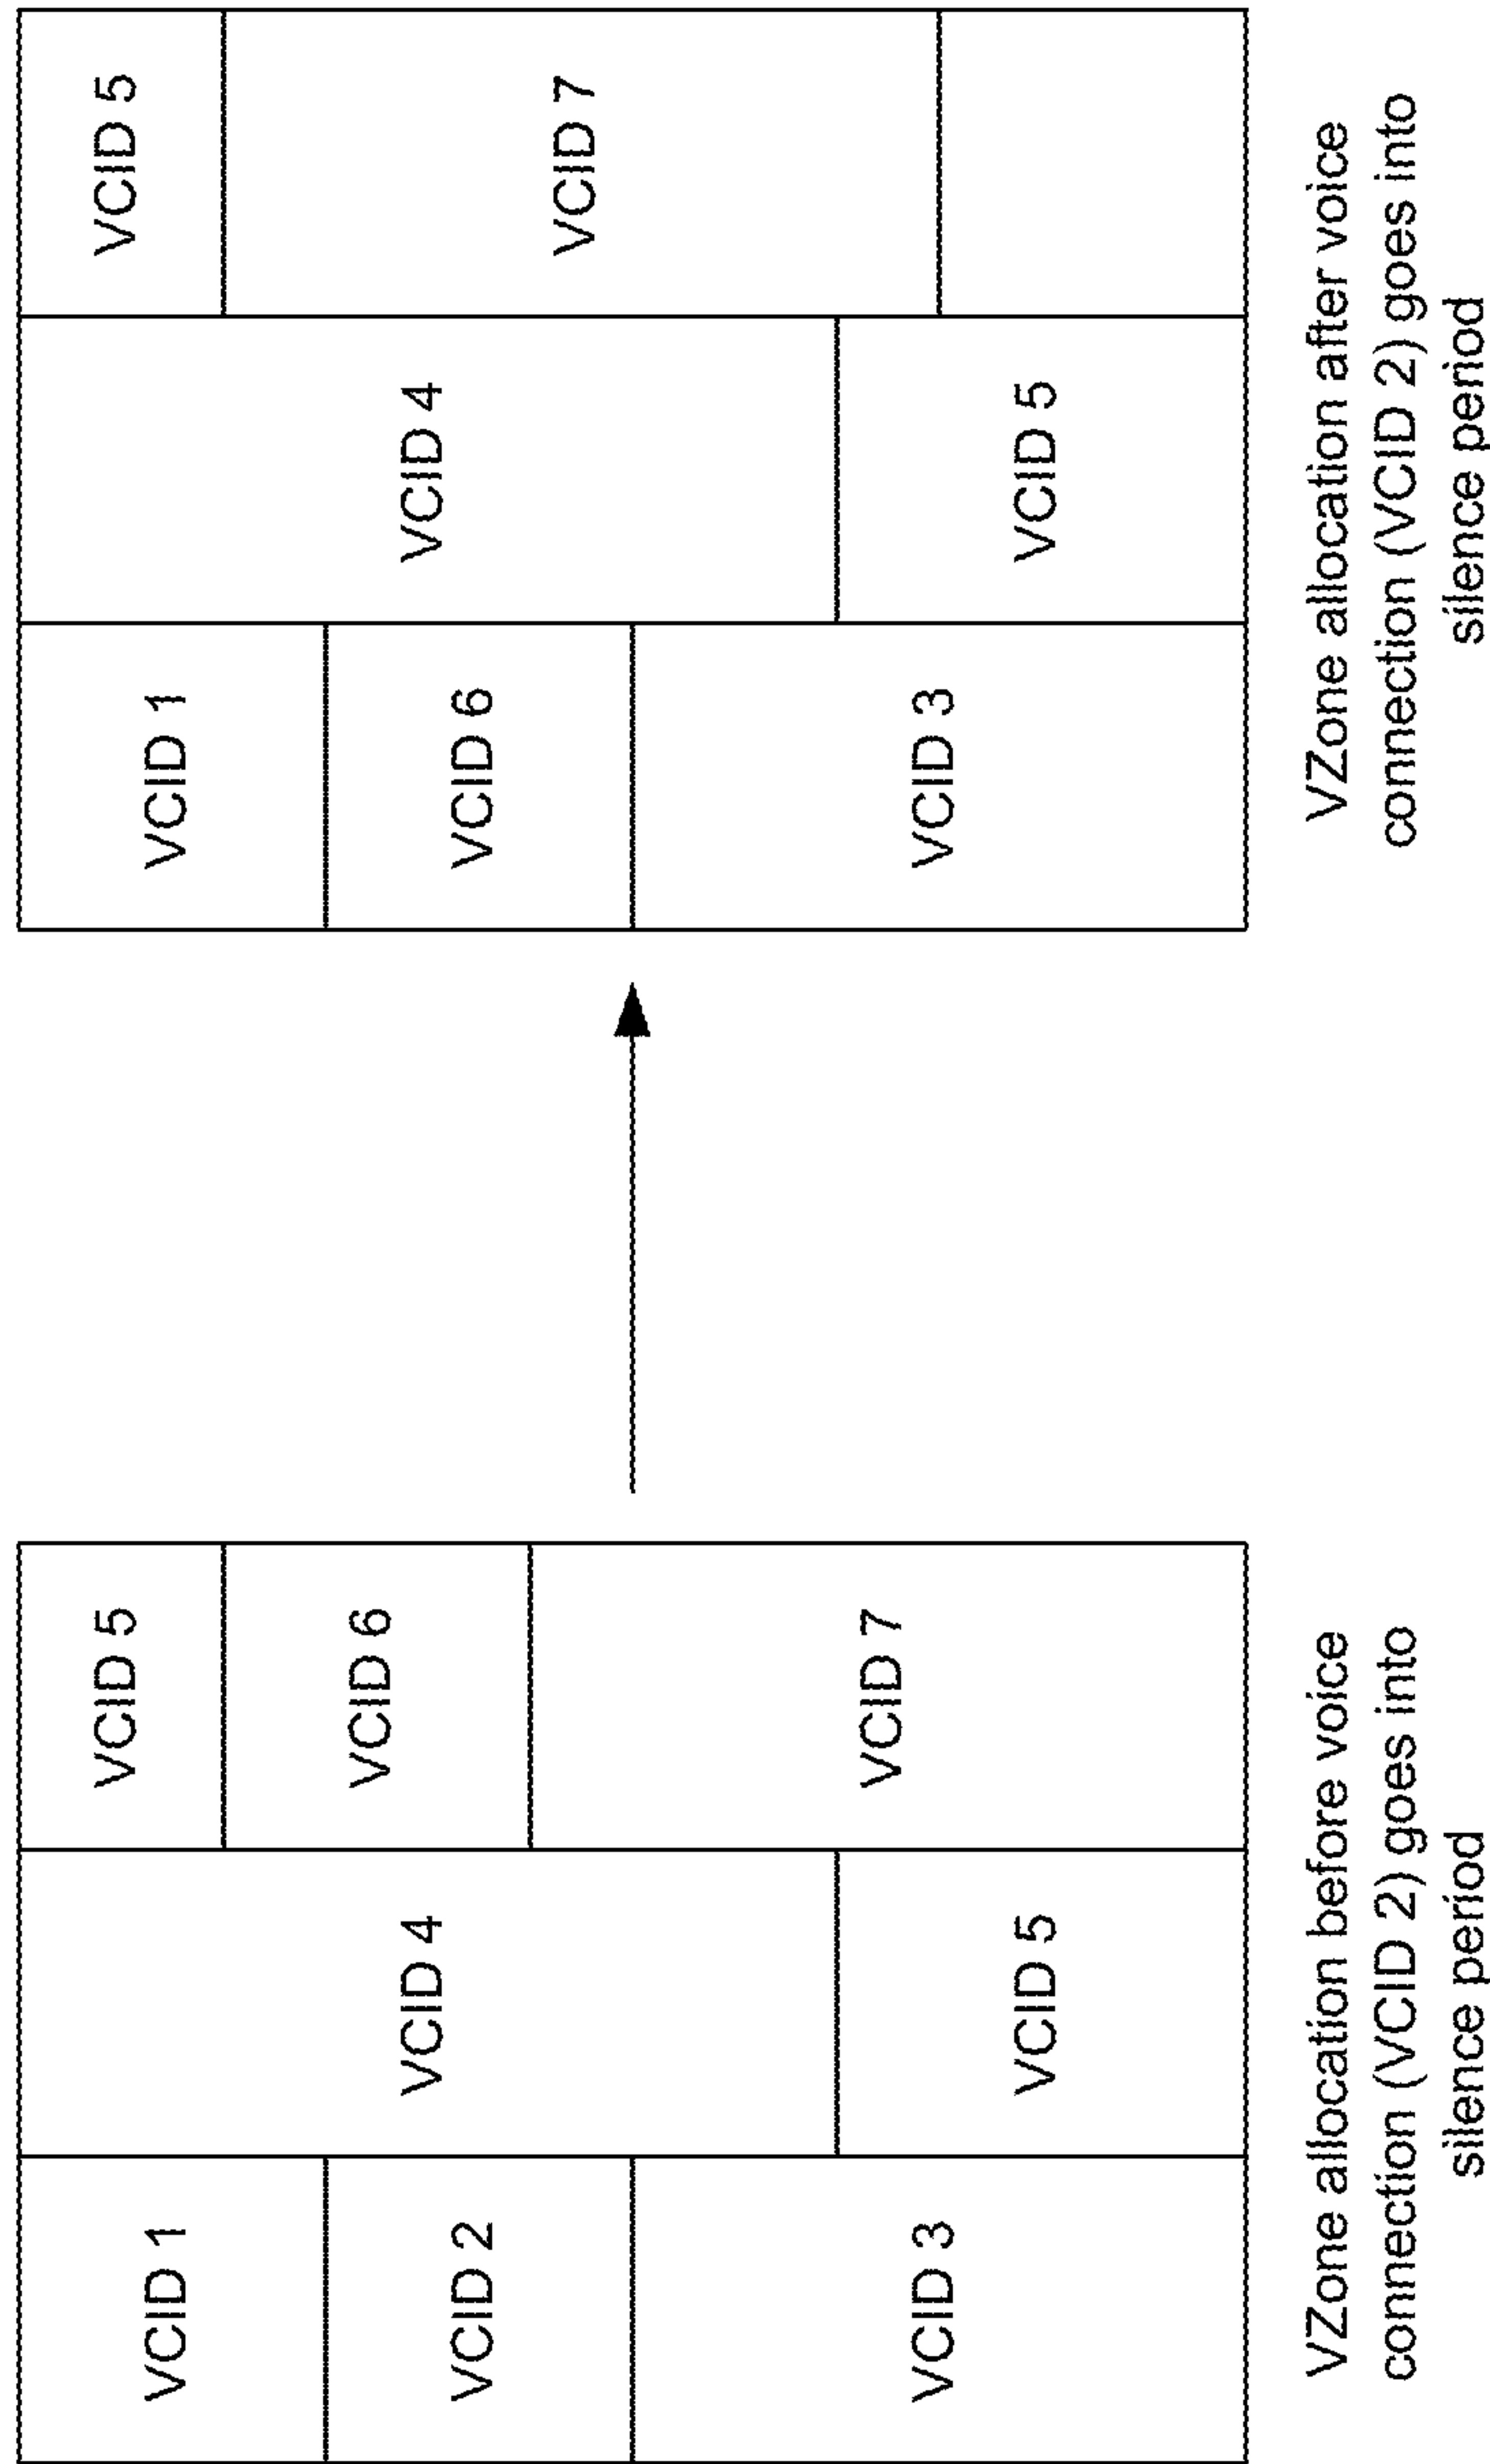 VCID 1
VCID 2
VCID 3
VCID 4
VCID 5
VCID 5
VCID 6
VCID 7
VZone allocation before voice
connection (VCID 2) goes into
silence period
VCID 1
VCID 6
VCID 3
VCID 4
VCID 5
VCID 5
VCID 7
VZone allocation after voice
connection (VCID 2) goes into
silence period